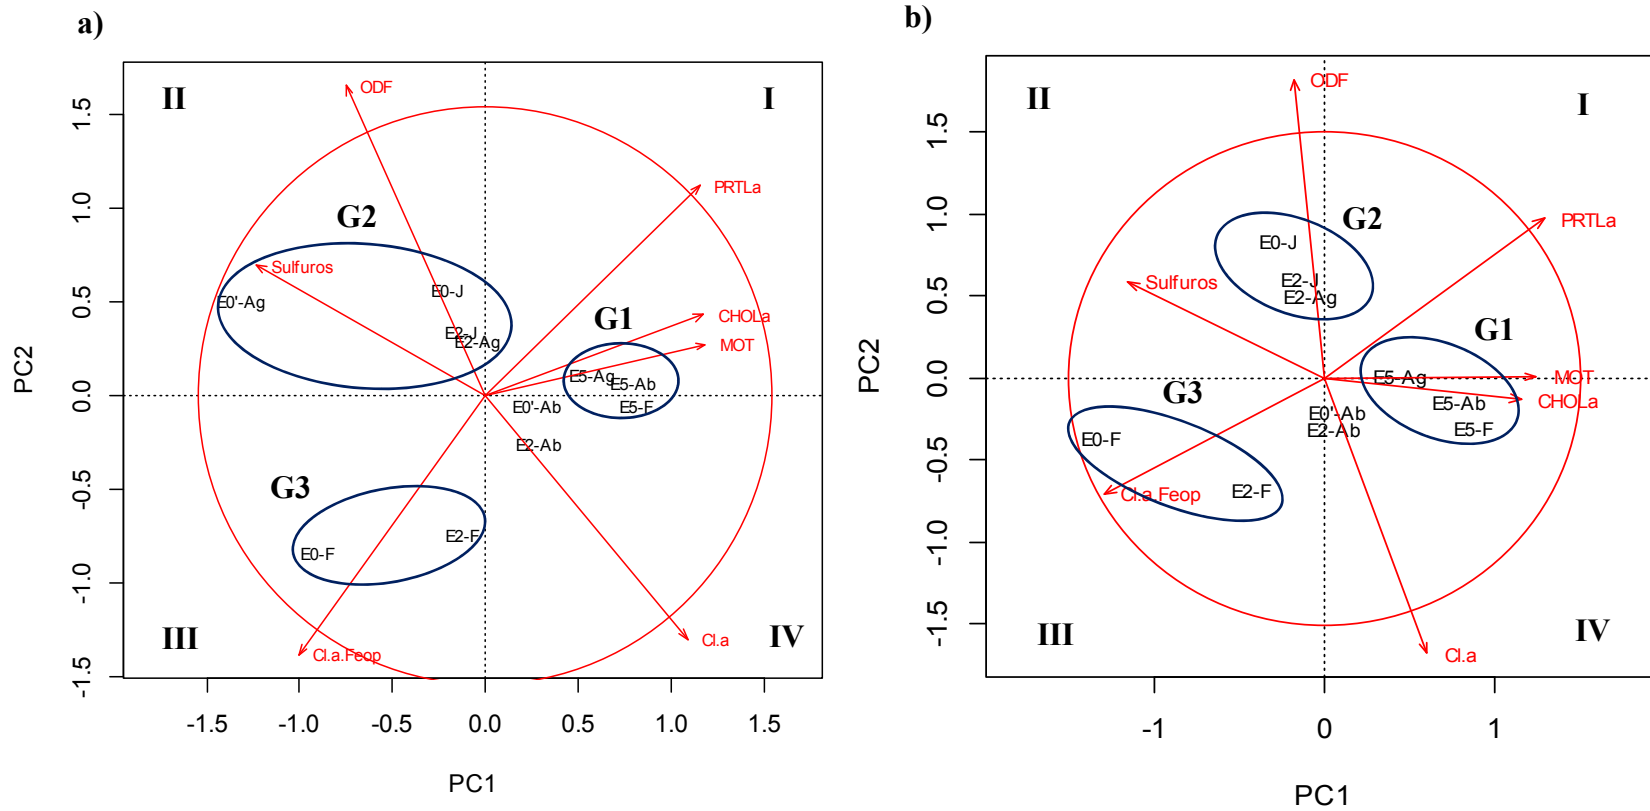 a)
II
I
ODF
PRTLa
G2
Sulfuros
E0'-Ag
E0-J
E2-J
E2-Ag
G1
CHOLa
MOT
E5-Ag
E5-Ab
E5-F
E0'-Ab
E2-Ab
G3
E0-F
E2-F
III
IV
Cl.a.Feop
Cl.a
PC2
1.5
1.0
0.5
0.0
-0.5
-1.0
-1.5
-1.5 -1.0 -0.5 0.0 0.5 1.0 1.5
PC1
b)
II
I
ODF
PRTLa
G2
E0-J
E2-J
E2-Ag
Sulfuros
G1
E5-Ag
MOT
CHOLa
E5-Ab
E5-F
E0'-Ab
E2-Ab
G3
E0-F
E2-F
Cl.a.Feop
III
IV
Cl.a
PC2
1.5
1.0
0.5
0.0
-0.5
-1.0
-1.5
-1 0 1
PC1